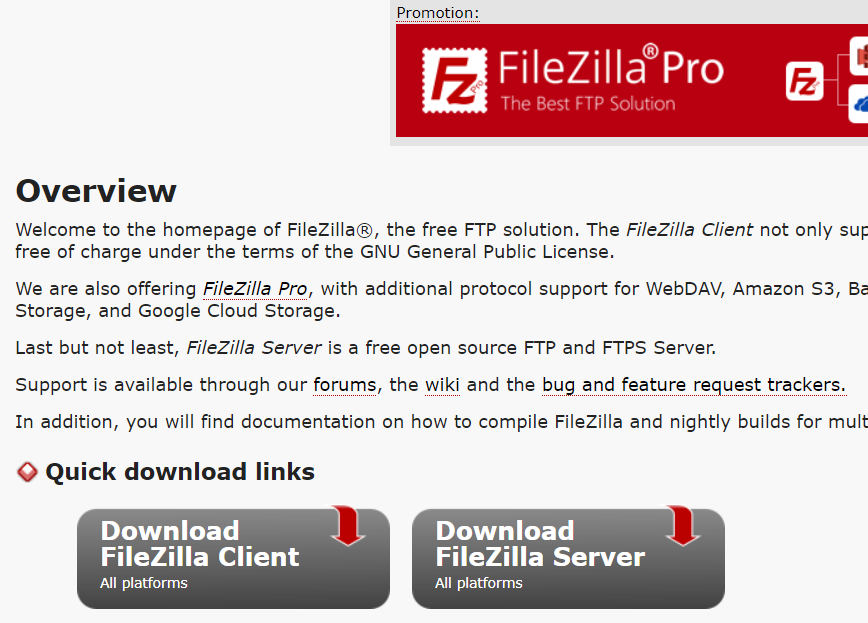 Promotion:
FileZilla® Pro
The Best FTP Solution
Overview
Welcome to the homepage of FileZilla®, the free FTP solution. The FileZilla Client not only
free of charge under the terms of the GNU General Public License.
We are also offering FileZilla Pro, with additional protocol support for WebDAV, Amazon S3,
Storage, and Google Cloud Storage.
Last but not least, FileZilla Server is a free open source FTP and FTPS Server.
Support is available through our forums, the wiki and the bug and feature request trackers.
In addition, you will find documentation on how to compile FileZilla and nightly builds for
Quick download links
Download
FileZilla Client
All platforms
Download
FileZilla Server
All platforms